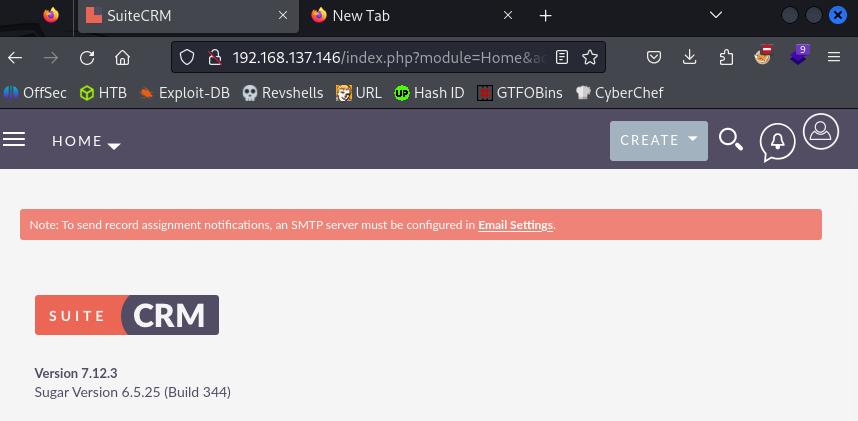 SuiteCRM
New Tab
192.168.137.146/index.php?module=Home&ac
9
OffSec
HTB
Exploit-DB
Revshells
URL
UP
Hash ID
GTFOBins
CyberChef
HOME
CREATE
Note: To send record assignment notifications, an SMTP server must be configured in Email Settings.
SUITE CRM
Version 7.12.3
Sugar Version 6.5.25 (Build 344)